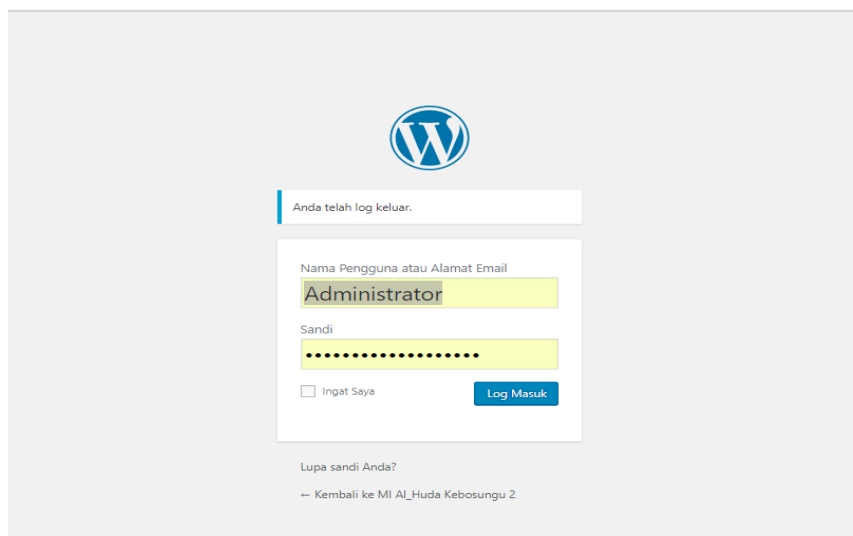 Anda telah log keluar.
Nama Pengguna atau Alamat Email
Administrator
Sandi
•••••••••••••••••••
Ingat Saya
Log Masuk
Lupa sandi Anda?
← Kembali ke MI Al_Huda Kebosungu 2